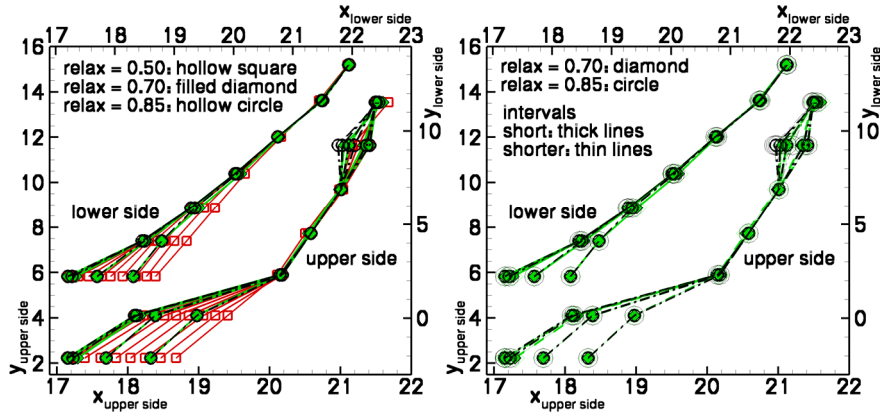 x lower side
17 18 19 20 21 22 23
16
14
12
10
8
6
4
2
relax = 0.50: hollow square
relax = 0.70: filled diamond
relax = 0.85: hollow circle
lower side
upper side
y lower side
10
5
0
y upper side
17 18 19 20 21 22
x upper side
x lower side
17 18 19 20 21 22 23
16
14
12
10
8
6
4
2
relax = 0.70: diamond
relax = 0.85: circle
intervals
short: thick lines
shorter: thin lines
lower side
upper side
y lower side
10
5
0
y upper side
17 18 19 20 21 22
x upper side